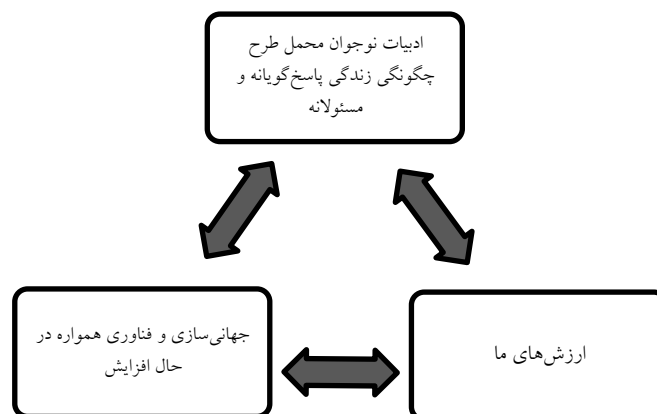 ادبیات نوجوان محمل طرح
چگونگی زندگی پاسخ‌گویانه و
مسئولانه
ارزش‌های ما
جهانی‌سازی و فناوری همواره در
حال افزایش